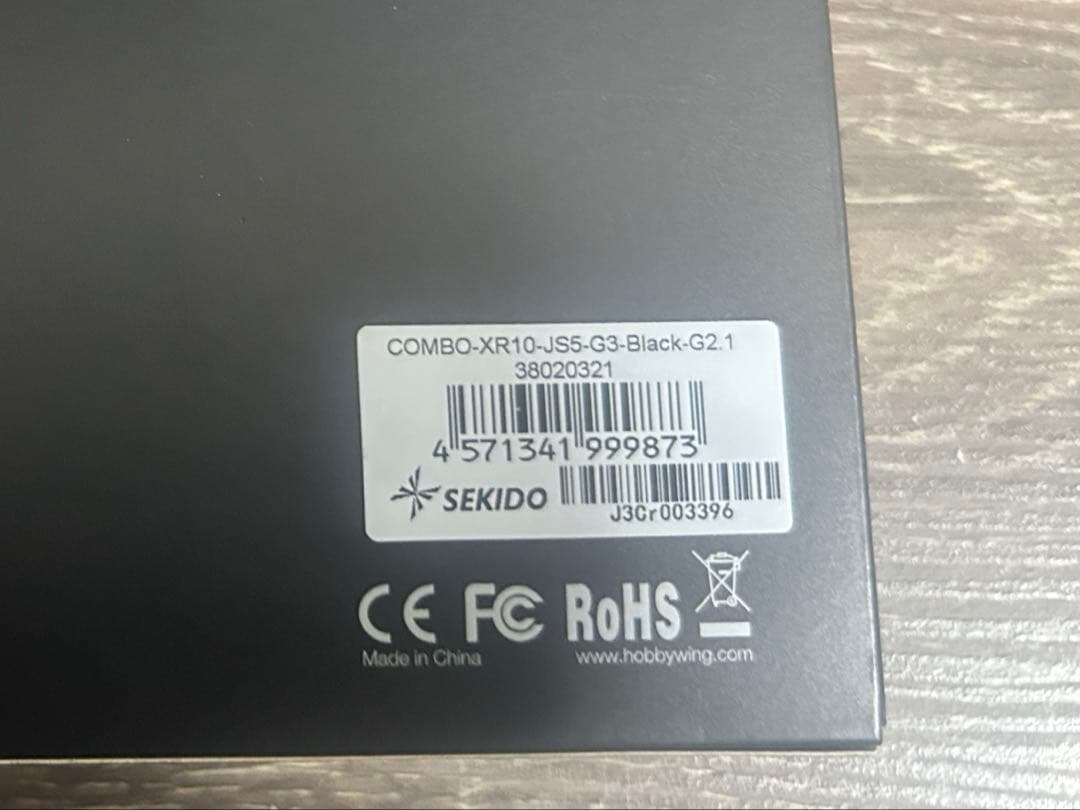 COMBO-XR10-JS5-G3-Black-G2.1
38020321
4 571341 999873
SEKIDO
J3Cr003396
CE FC RoHS
Made in China
www.hobbywing.com